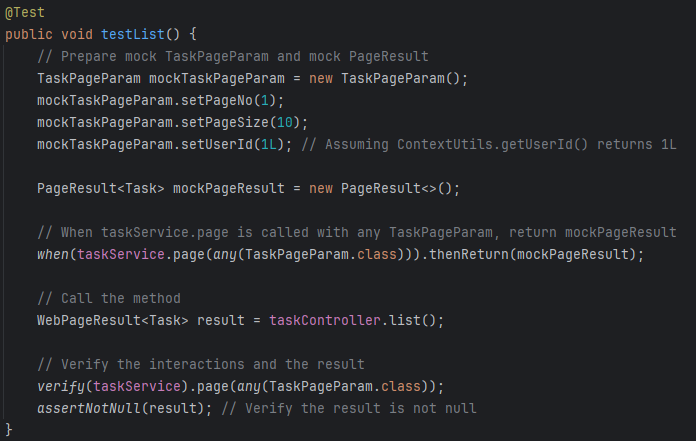 @Test
public void testList() {
    // Prepare mock TaskPageParam and mock PageResult
    TaskPageParam mockTaskPageParam = new TaskPageParam();
    mockTaskPageParam.setPageNo(1);
    mockTaskPageParam.setPageSize(10);
    mockTaskPageParam.setUserId(1L); // Assuming ContextUtils.getUserId() returns 1L

    PageResult<Task> mockPageResult = new PageResult<>();

    // When taskService.page is called with any TaskPageParam, return mockPageResult
    when(taskService.page(any(TaskPageParam.class))).thenReturn(mockPageResult);

    // Call the method
    WebPageResult<Task> result = taskController.list();

    // Verify the interactions and the result
    verify(taskService).page(any(TaskPageParam.class));
    assertNotNull(result); // Verify the result is not null
}